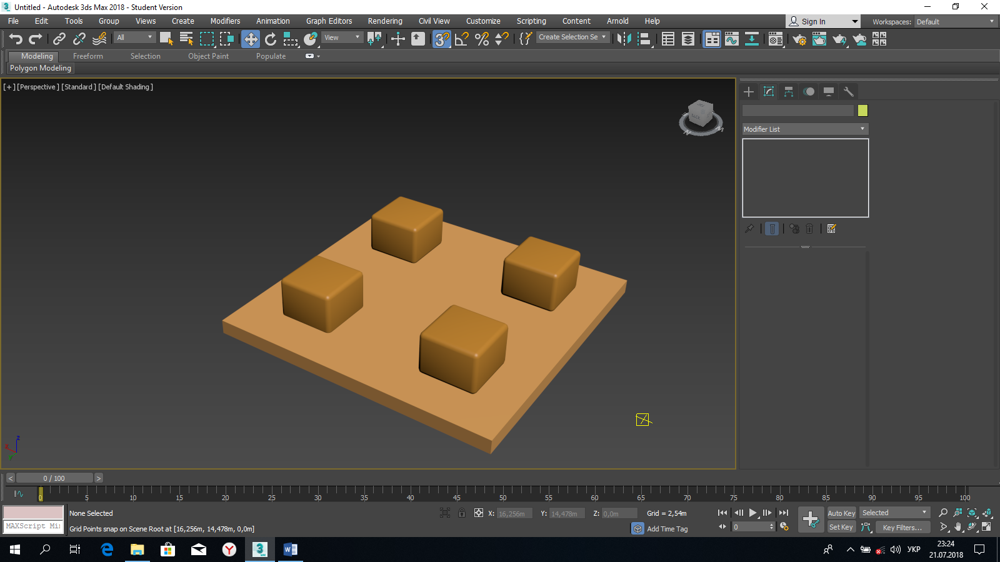 Untitled - Autodesk 3ds Max 2018 - Student Version
File Edit Tools Group Views Create Modifiers Animation Graph Editors Rendering Civil View Customize Scripting Content Arnold Help
Sign In
Workspaces: Default
All
View
3
Create Selection Se
Modeling Freeform Selection Object Paint Populate
Polygon Modeling
[+] [Perspective] [Standard] [Default Shading]
Modifier List
z
x
y
< 0 / 100 >
0 5 10 15 20 25 30 35 40 45 50 55 60 65 70 75 80 85 90 95 100
None Selected
X: 16,256m Y: 14,478m Z: 0,0m Grid = 2,54m
Auto Key Selected
MAXScript Mi
Grid Points snap on Scene Root at [16,256m, 14,478m, 0,0m]
Add Time Tag
0
Set Key Key Filters...
УКР
23:24
21.07.2018